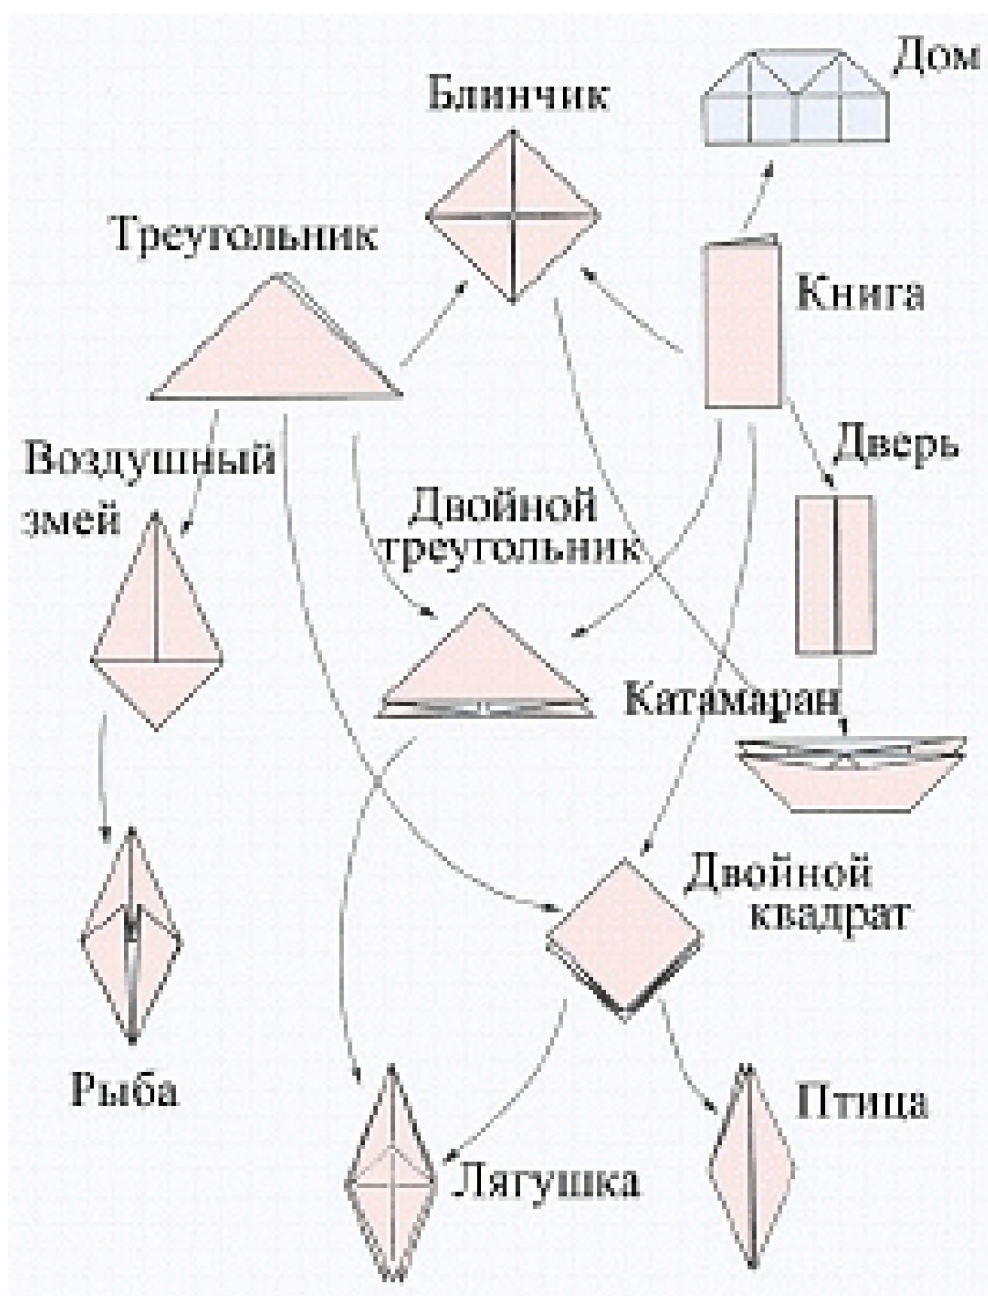 Дом
Блинчик
Треугольник
Книга
Воздушный
змей
Дверь
Двойной
треугольник
Катамаран
Двойной
квадрат
Рыба
Птица
Лягушка